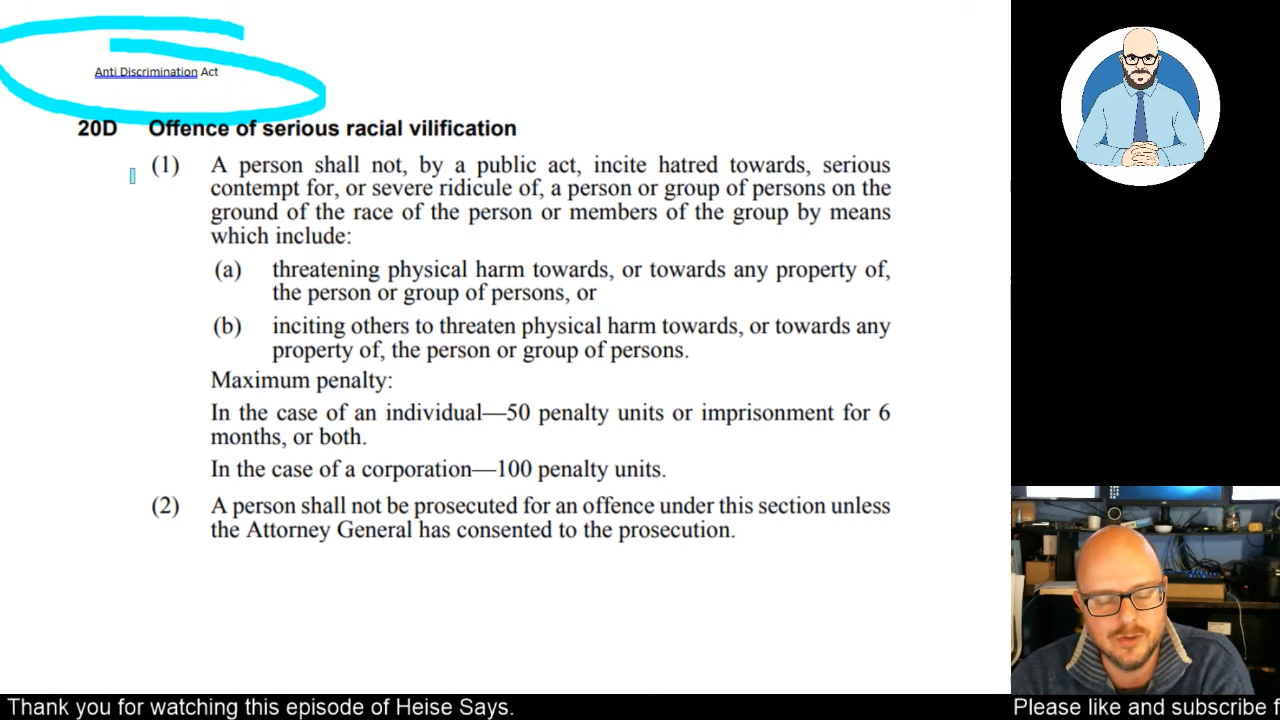 Anti Discrimination Act
20D Offence of serious racial vilification
(1) A person shall not, by a public act, incite hatred towards, serious
contempt for, or severe ridicule of, a person or group of persons on the
ground of the race of the person or members of the group by means
which include:
(a) threatening physical harm towards, or towards any property of,
the person or group of persons, or
(b) inciting others to threaten physical harm towards, or towards any
property of, the person or group of persons.
Maximum penalty:
In the case of an individual—50 penalty units or imprisonment for 6
months, or both.
In the case of a corporation—100 penalty units.
(2) A person shall not be prosecuted for an offence under this section unless
the Attorney General has consented to the prosecution.
Thank you for watching this episode of Heise Says.
Please like and subscribe f